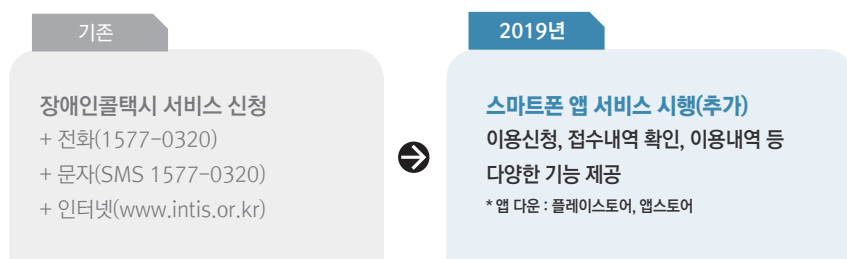 기존
장애인콜택시 서비스 신청
+ 전화(1577-0320)
+ 문자(SMS 1577-0320)
+ 인터넷(www.intis.or.kr)
2019년
스마트폰 앱 서비스 시행(추가)
이용신청, 접수내역 확인, 이용내역 등
다양한 기능 제공
* 앱 다운 : 플레이스토어, 앱스토어